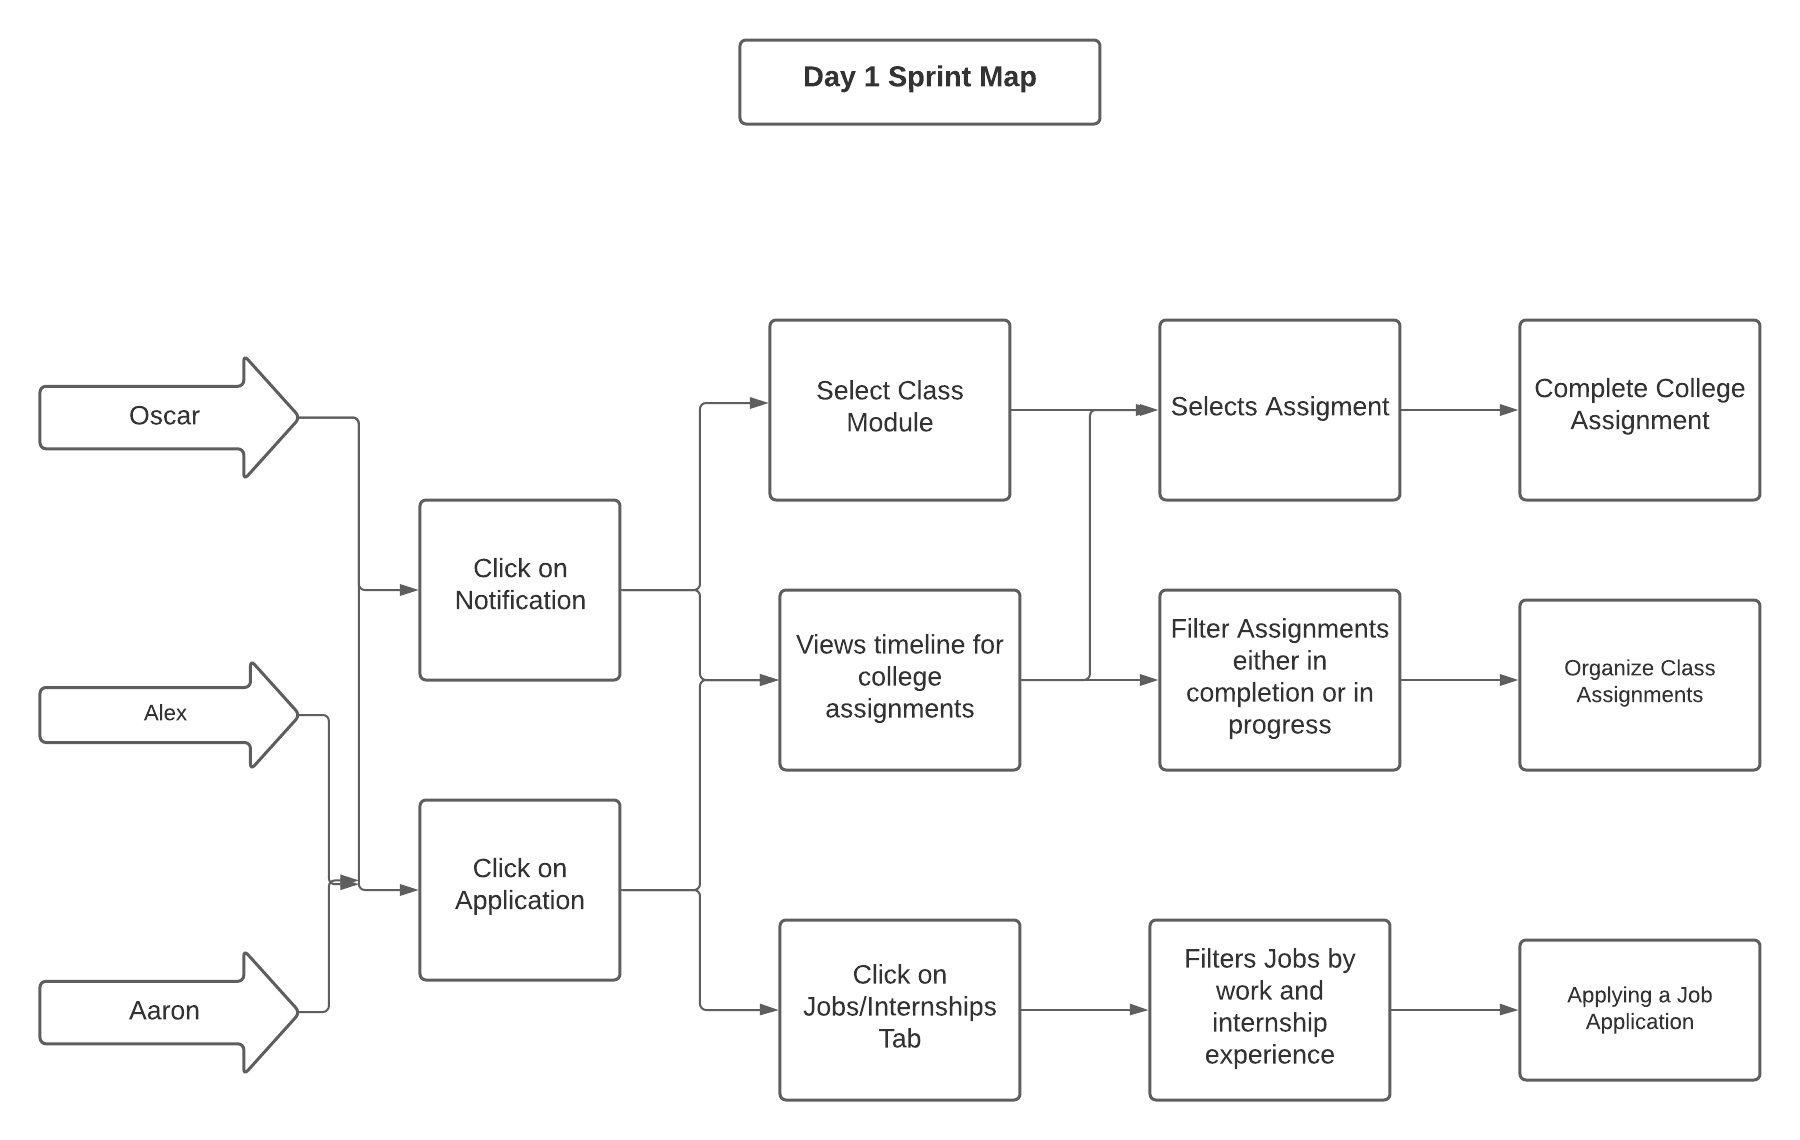 Day 1 Sprint Map
Oscar
Alex
Aaron
Click on
Notification
Click on
Application
Select Class
Module
Views timeline for
college
assignments
Click on
Jobs/Internships
Tab
Selects Assigment
Filter Assignments
either in
completion or in
progress
Filters Jobs by
work and
internship
experience
Complete College
Assignment
Organize Class
Assignments
Applying a Job
Application